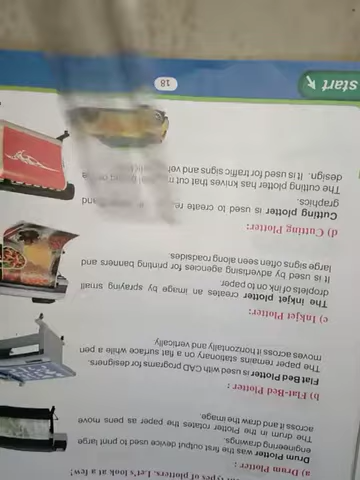 types of plotters. Let's look at a few!
a) Drum Plotter :
Drum Plotter was the first output device used to print large
engineering drawings.
The drum in the Plotter rotates the paper as pens move
across it and draw the image.
b) Flat-Bed Plotter :
Flat Bed Plotter is used with CAD programs for designers.
The paper remains stationary on a flat surface while a pen
moves across it horizontally and vertically.
c) Inkjet Plotter:
The inkjet plotter creates an image by spraying small
droplets of ink on to paper.
It is used by advertising agencies for printing banners and
large signs often seen along roadsides.
d) Cutting Plotter:
Cutting plotter is used to create and
graphics.
The cutting plotter has knives that cut
design. It is used for traffic signs and
18
start